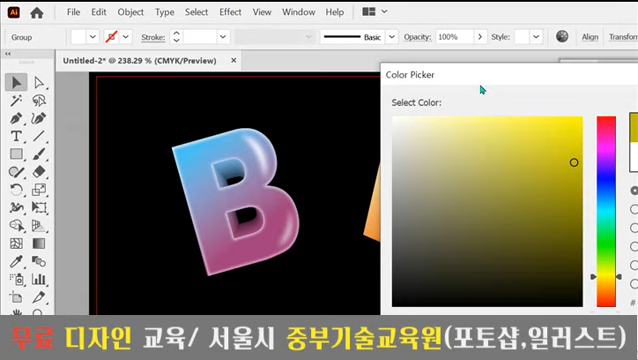 Ai File Edit Object Type Select Effect View Window Help
Group Stroke: Basic Opacity: 100% Style: Align Transform
Untitled-2* @ 238.29 % (CMYK/Preview) ×
Color Picker
Select Color:
B
#
무료 디자인 교육/ 서울시 중부기술교육원(포토샵,일러스트)